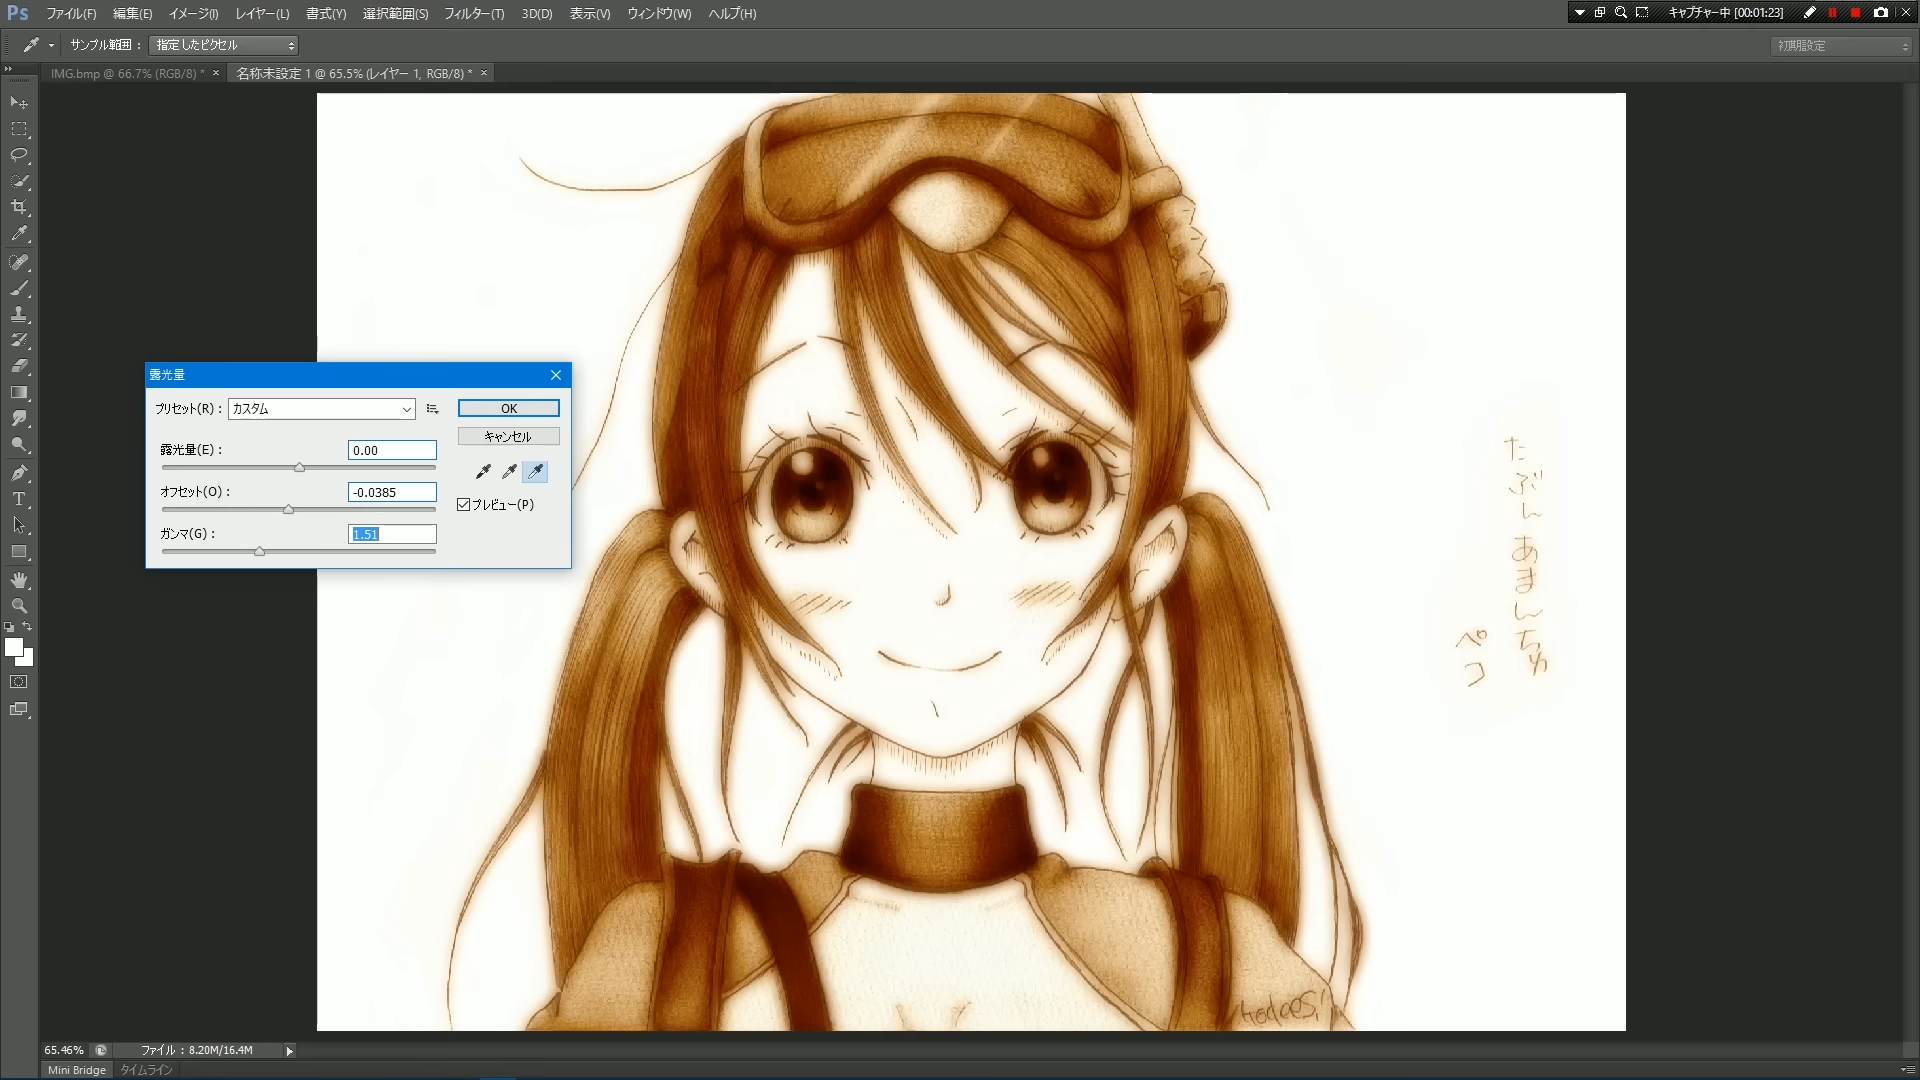 Ps ファイル(F) 編集(E) イメージ(I) レイヤー(L) 書式(Y) 選択範囲(S) フィルター(T) 3D(D) 表示(V) ウィンドウ(W) ヘルプ(H)
キャプチャー中 [00:01:23]
サンプル範囲 : 指定したピクセル
初期設定
IMG.bmp @ 66.7% (RGB/8) *
名称未設定 1 @ 65.5% (レイヤー 1, RGB/8) *
露光量
プリセット(R) : カスタム
OK
キャンセル
露光量(E) : 0.00
オフセット(O) : -0.0385
プレビュー(P)
ガンマ(G) : 1.51
たぶんあまんちゅ
ペコ
65.46% ファイル : 8.20M/16.4M
Mini Bridge タイムライン